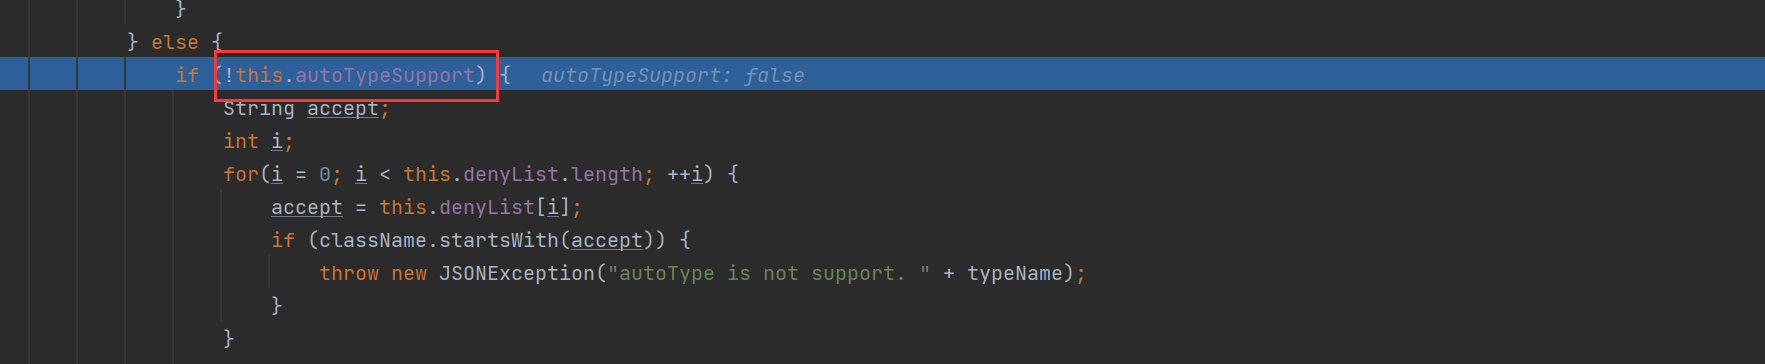 }
} else {
if (!this.autoTypeSupport) {   autoTypeSupport: false
String accept;
int i;
for(i = 0; i < this.denyList.length; ++i) {
accept = this.denyList[i];
if (className.startsWith(accept)) {
throw new JSONException("autoType is not support. " + typeName);
}
}